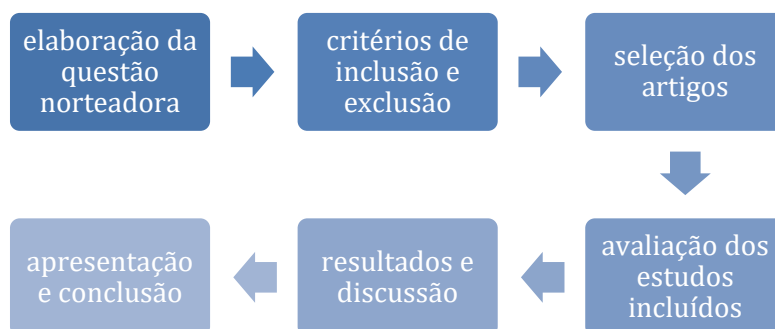 elaboração da
questão
norteadora
critérios de
inclusão e
exclusão
seleção dos
artigos
avaliação dos
estudos
incluídos
resultados e
discussão
apresentação
e conclusão